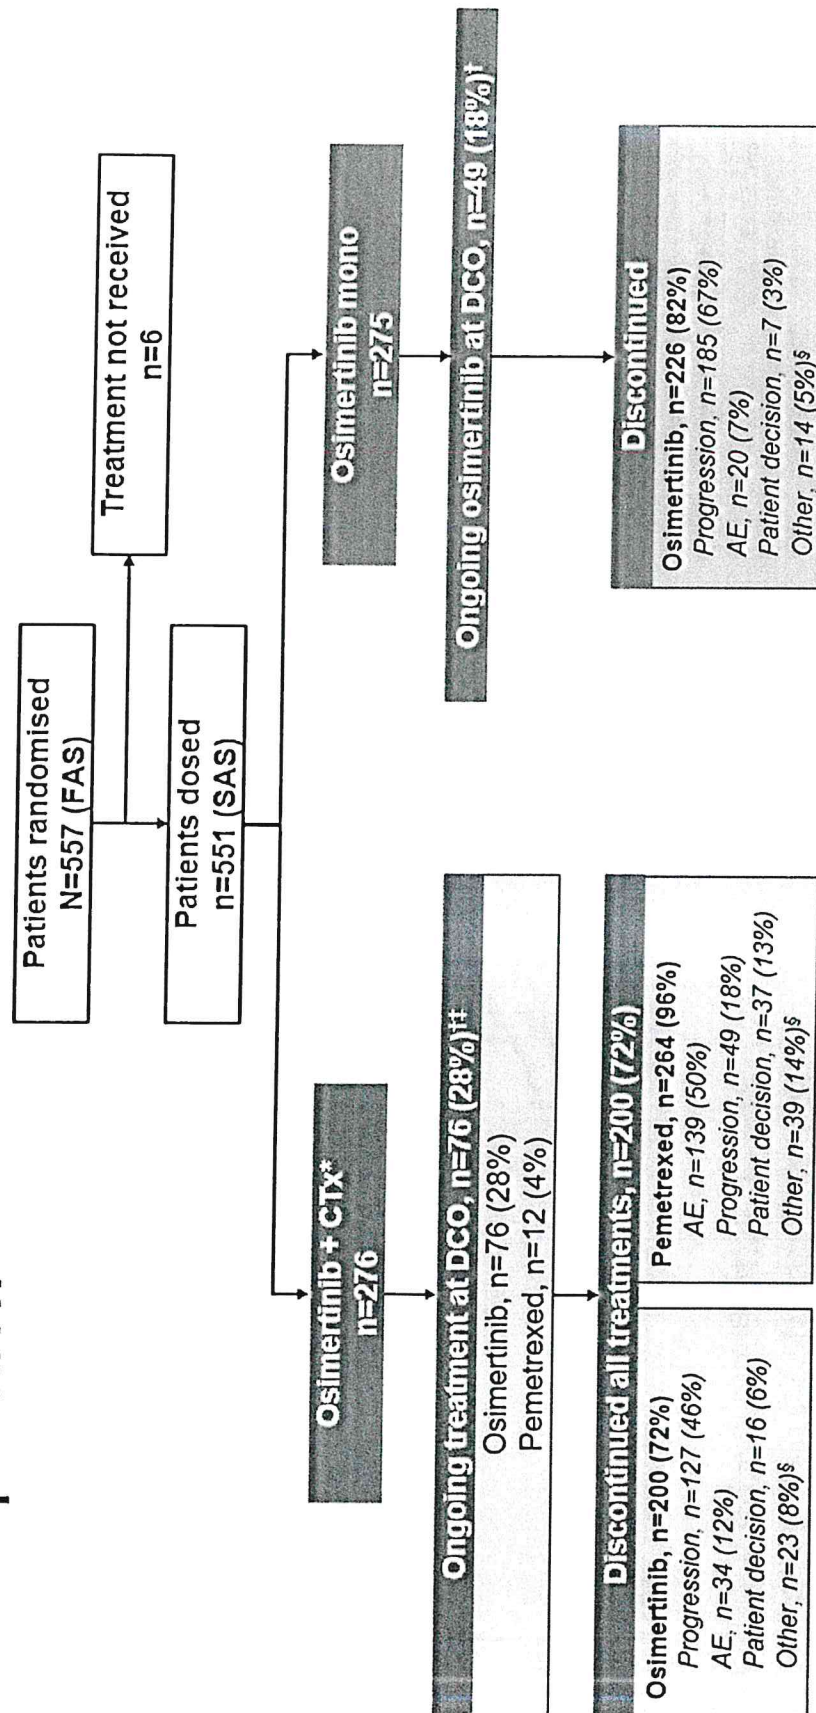 Patients randomised
N=557 (FAS)
Treatment not received
n=6
Patients dosed
n=551 (SAS)
Osimertinib + CTX*
n=276
Ongoing treatment at DCO, n=76 (28%)†‡
Osimertinib, n=76 (28%)
Pemetrexed, n=12 (4%)
Discontinued all treatments, n=200 (72%)
Osimertinib, n=200 (72%)
Progression, n=127 (46%)
AE, n=34 (12%)
Patient decision, n=16 (6%)
Other, n=23 (8%)§
Pemetrexed, n=264 (96%)
AE, n=139 (50%)
Progression, n=49 (18%)
Patient decision, n=37 (13%)
Other, n=39 (14%)§
Osimertinib mono
n=275
Ongoing osimertinib at DCO, n=49 (18%)†
Discontinued
Osimertinib, n=226 (82%)
Progression, n=185 (67%)
AE, n=20 (7%)
Patient decision, n=7 (3%)
Other, n=14 (5%)§